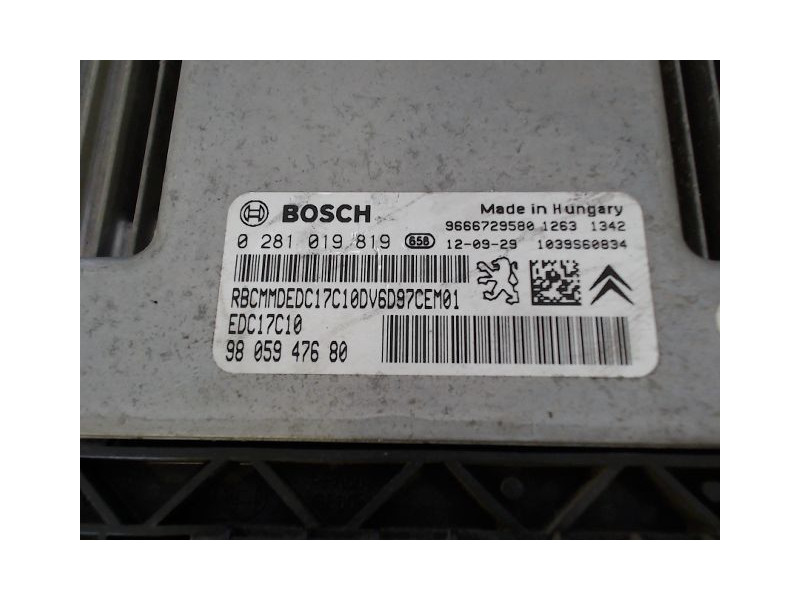 BOSCH
Made in Hungary
9666729580 1263 1342
0 281 019 819 658 12-09-29 1039S60834
RBCMMDEDC17C10DV6D97CEM01
EDC17C10
98 059 476 80